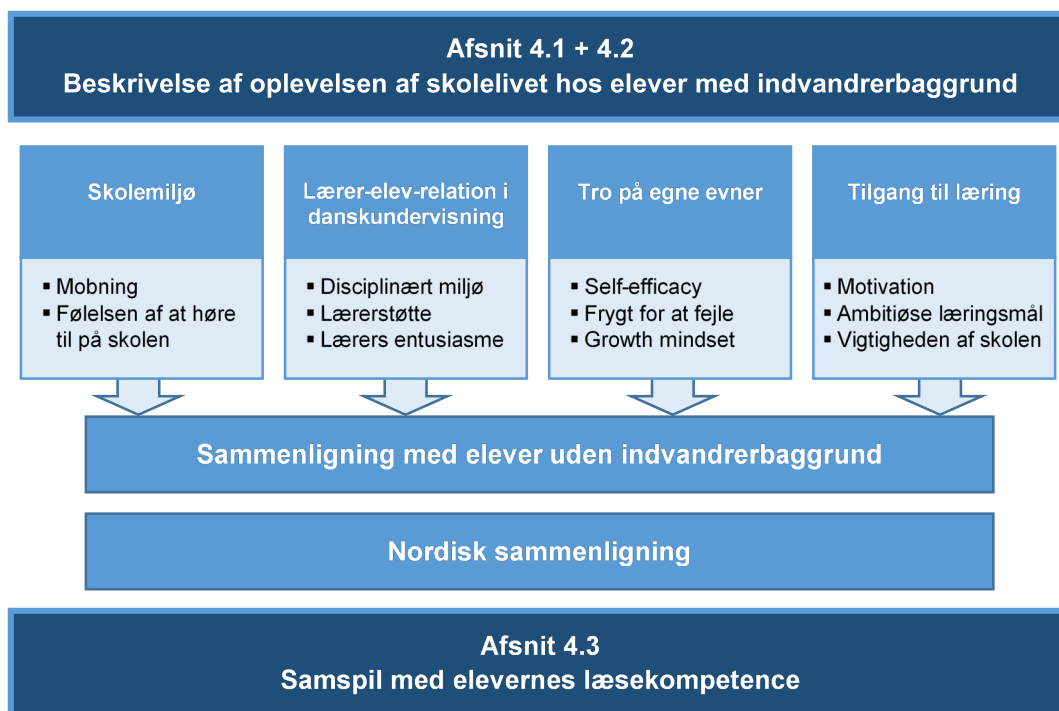 Afsnit 4.1 + 4.2
Beskrivelse af oplevelsen af skolelivet hos elever med indvandrerbaggrund
Skolemiljø
▪ Mobning
▪ Følelsen af at høre
til på skolen
Lærer-elev-relation i
danskundervisning
▪ Disciplinært miljø
▪ Lærerstøtte
▪ Lærers entusiasme
Tro på egne evner
▪ Self-efficacy
▪ Frygt for at fejle
▪ Growth mindset
Tilgang til læring
▪ Motivation
▪ Ambitiøse læringsmål
▪ Vigtigheden af skolen
Sammenligning med elever uden indvandrerbaggrund
Nordisk sammenligning
Afsnit 4.3
Samspil med elevernes læsekompetence